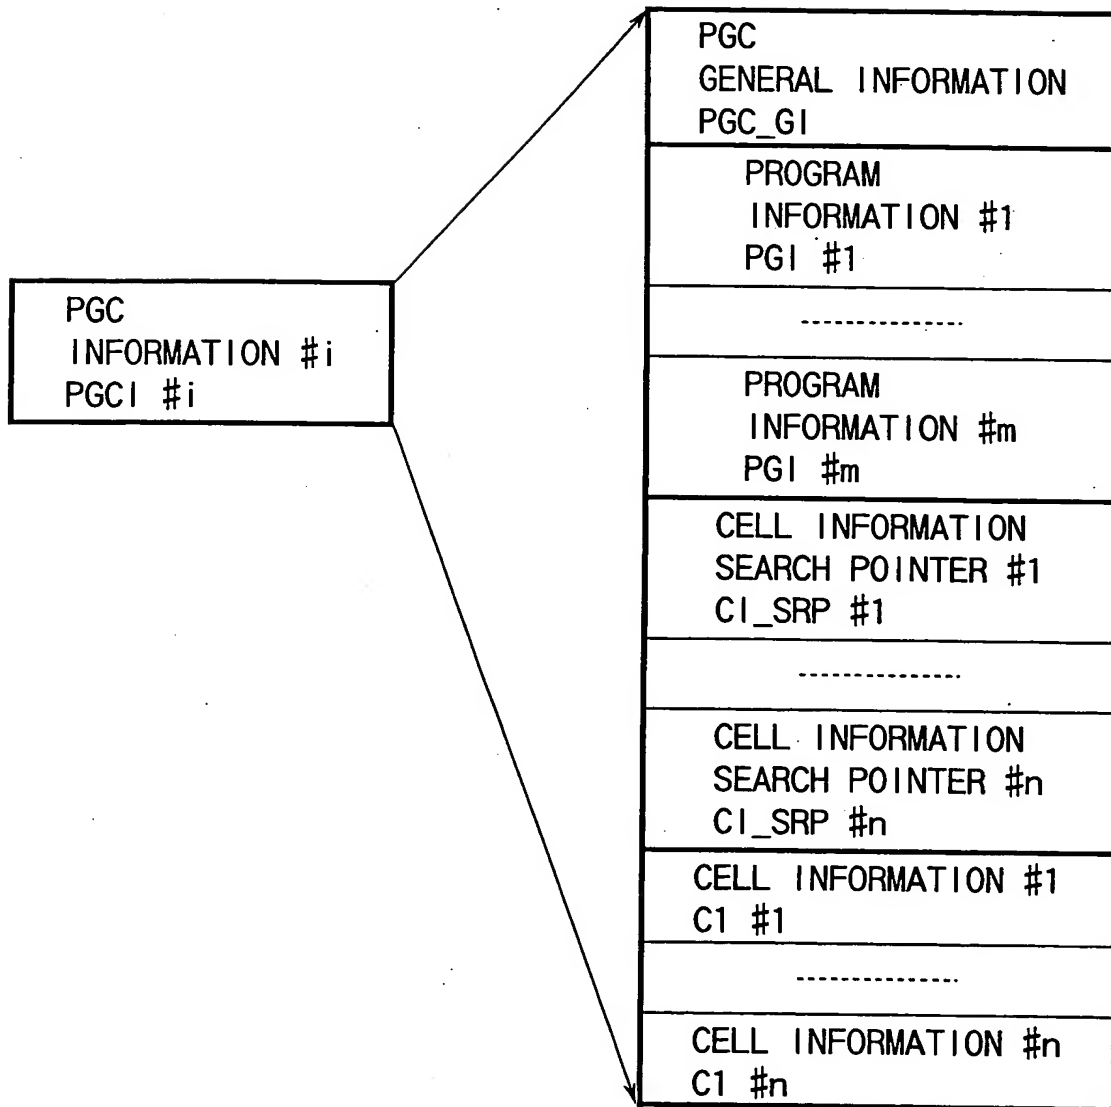 PGC
GENERAL INFORMATION
PGC_GI
PROGRAM
INFORMATION #1
PGI #1
PGC
INFORMATION #i
PGCI #i
PROGRAM
INFORMATION #m
PGI #m
CELL INFORMATION
SEARCH POINTER #1
CI_SRP #1
CELL INFORMATION
SEARCH POINTER #n
CI_SRP #n
CELL INFORMATION #1
C1 #1
CELL INFORMATION #n
C1 #n